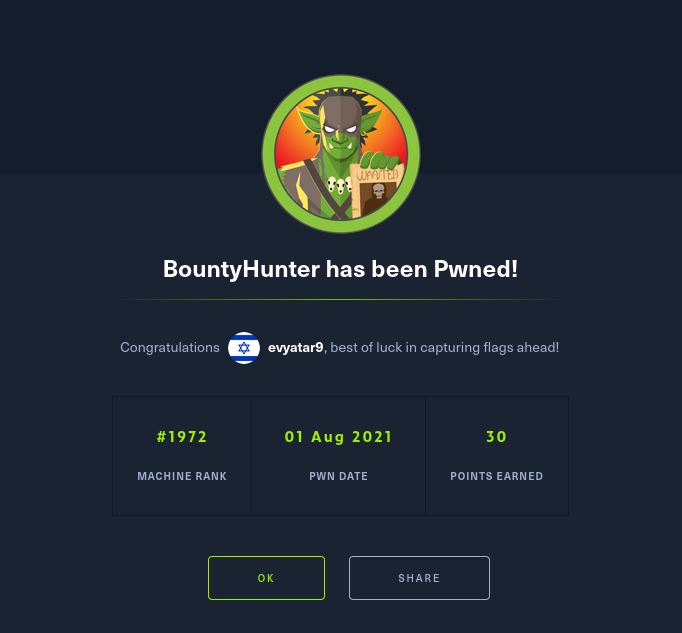 WANTED
BountyHunter has been Pwned!
Congratulations evyatar9, best of luck in capturing flags ahead!
#1972 01 Aug 2021 30
MACHINE RANK PWN DATE POINTS EARNED
OK SHARE